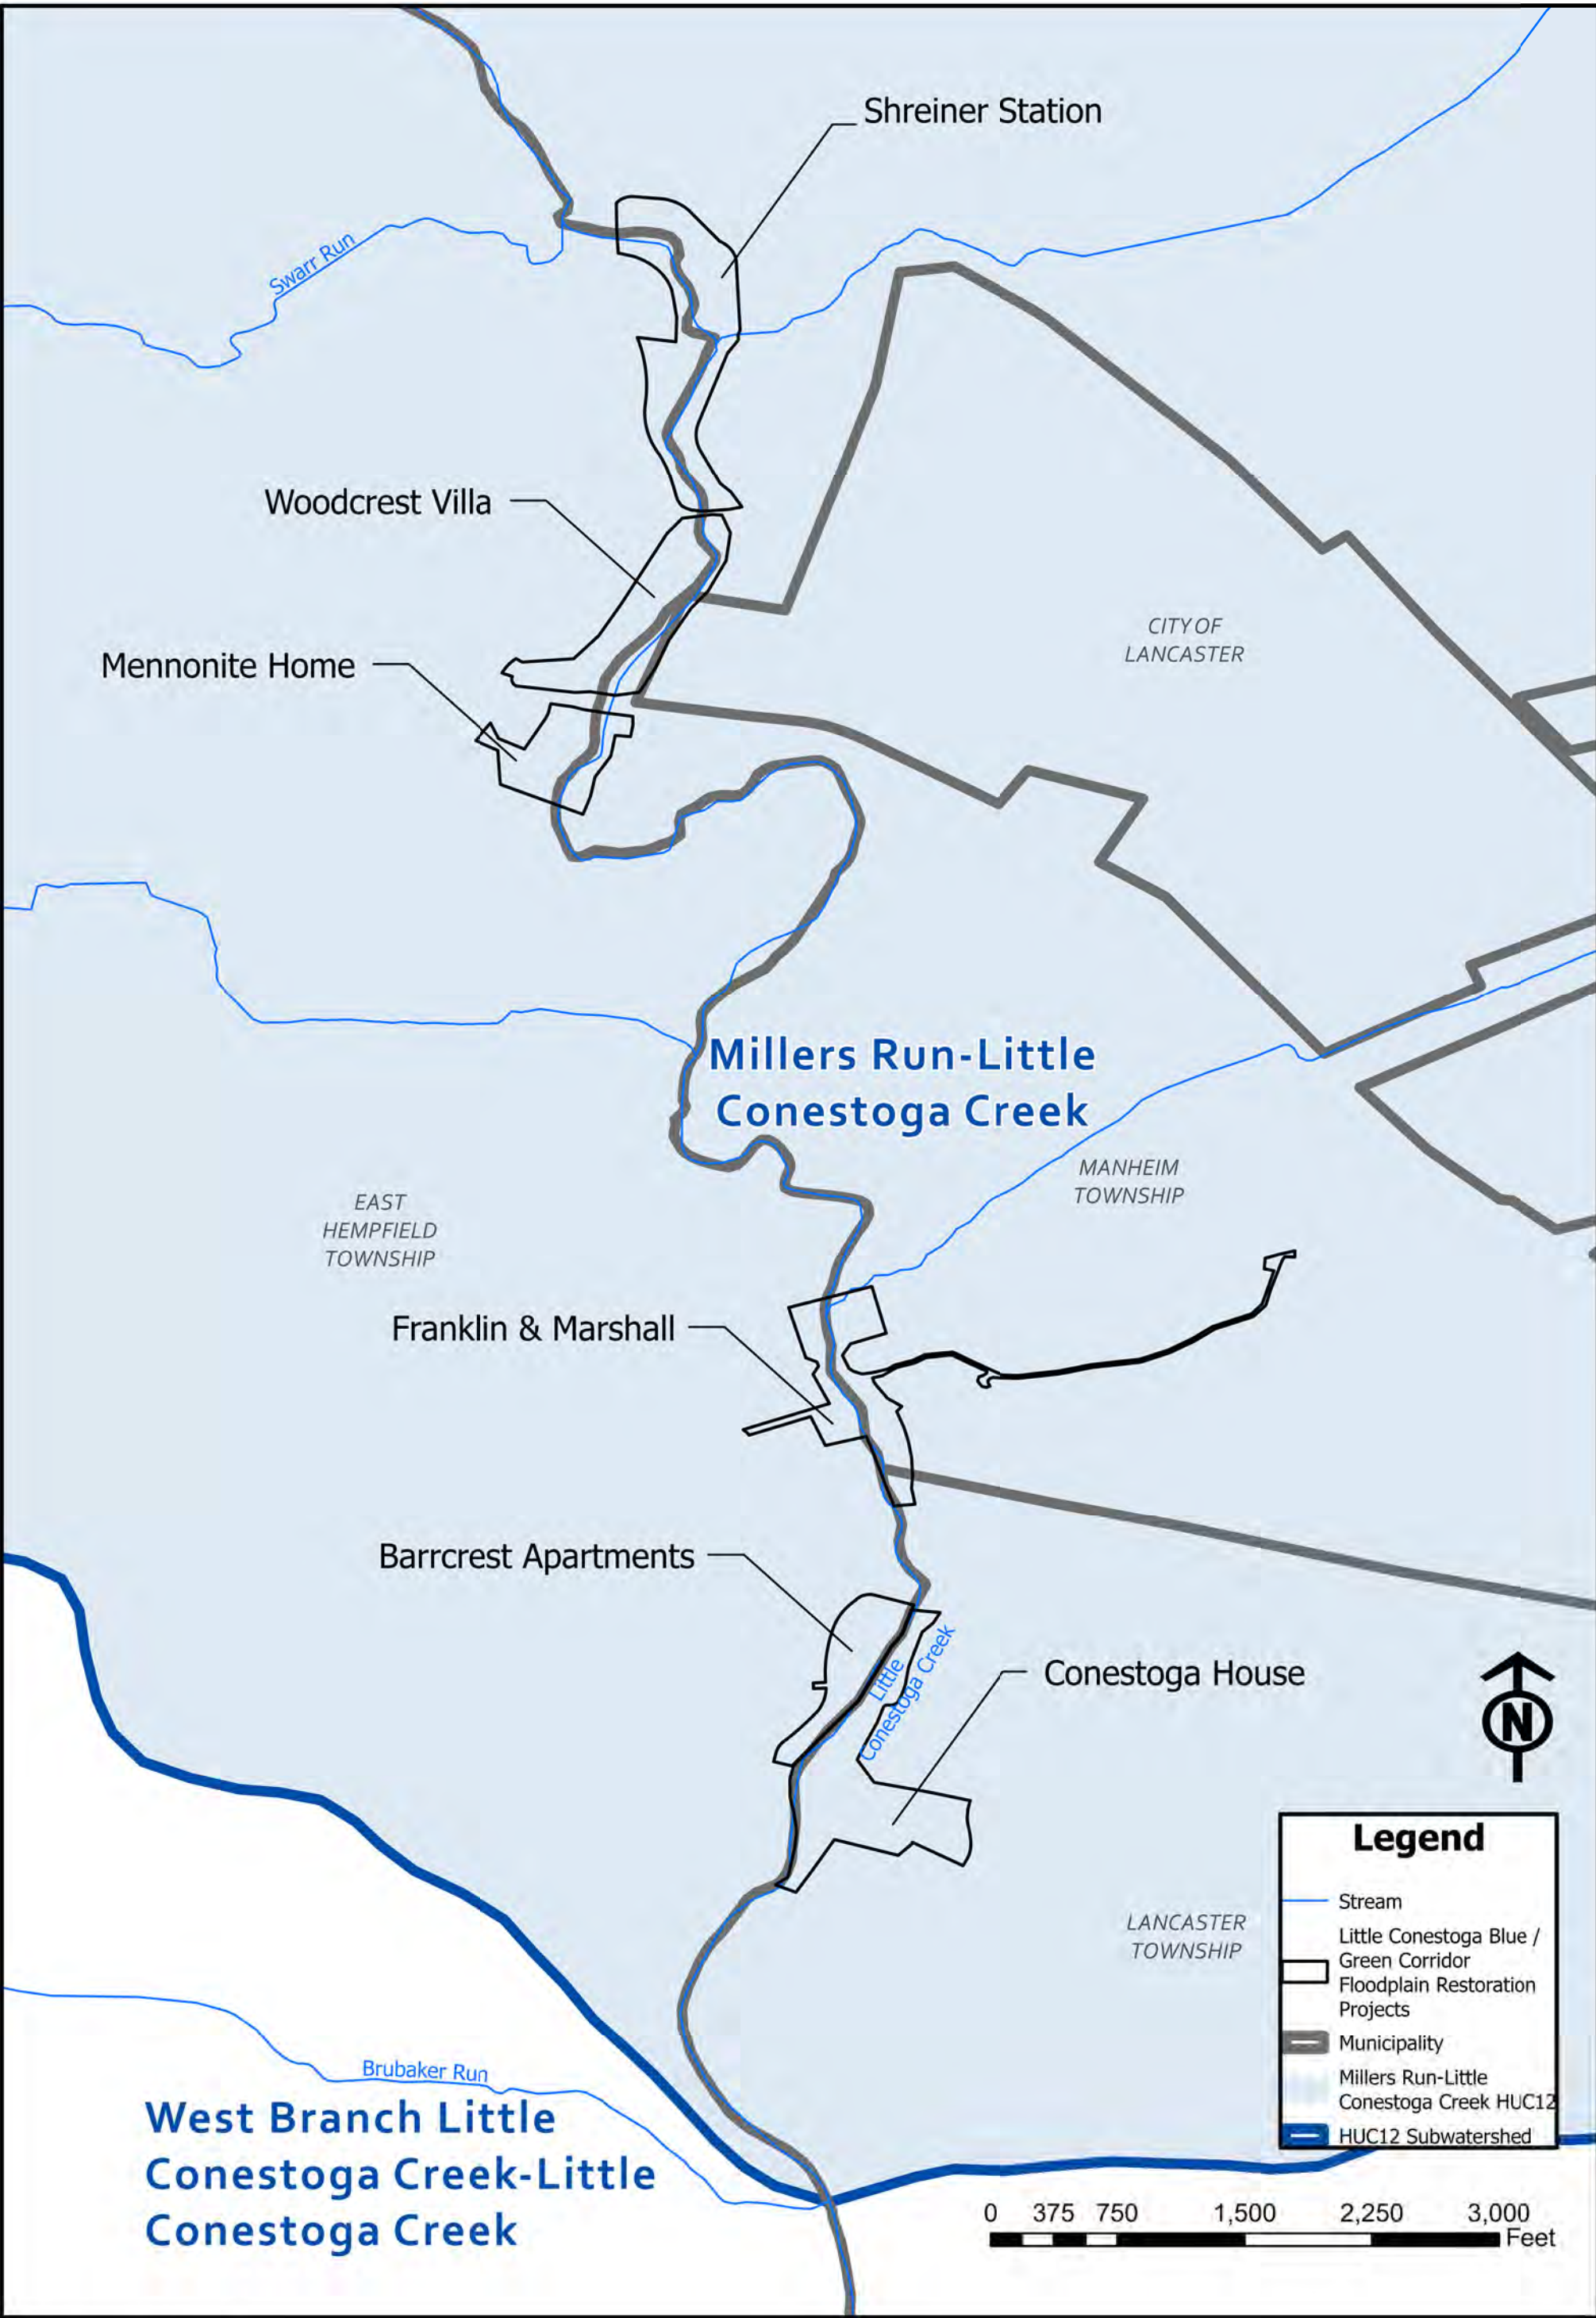 Shreiner Station
Swarr Run
Woodcrest Villa
CITY OF
LANCASTER
Mennonite Home
Millers Run-Little
Conestoga Creek
MANHEIM
TOWNSHIP
EAST
HEMPFIELD
TOWNSHIP
Franklin & Marshall
Barrcrest Apartments
Little
Conestoga Creek
Conestoga House
N
Legend
Stream
Little Conestoga Blue /
Green Corridor
Floodplain Restoration
Projects
Municipality
Millers Run-Little
Conestoga Creek HUC12
HUC12 Subwatershed
LANCASTER
TOWNSHIP
Brubaker Run
West Branch Little
Conestoga Creek-Little
Conestoga Creek
0 375 750 1,500 2,250 3,000
Feet